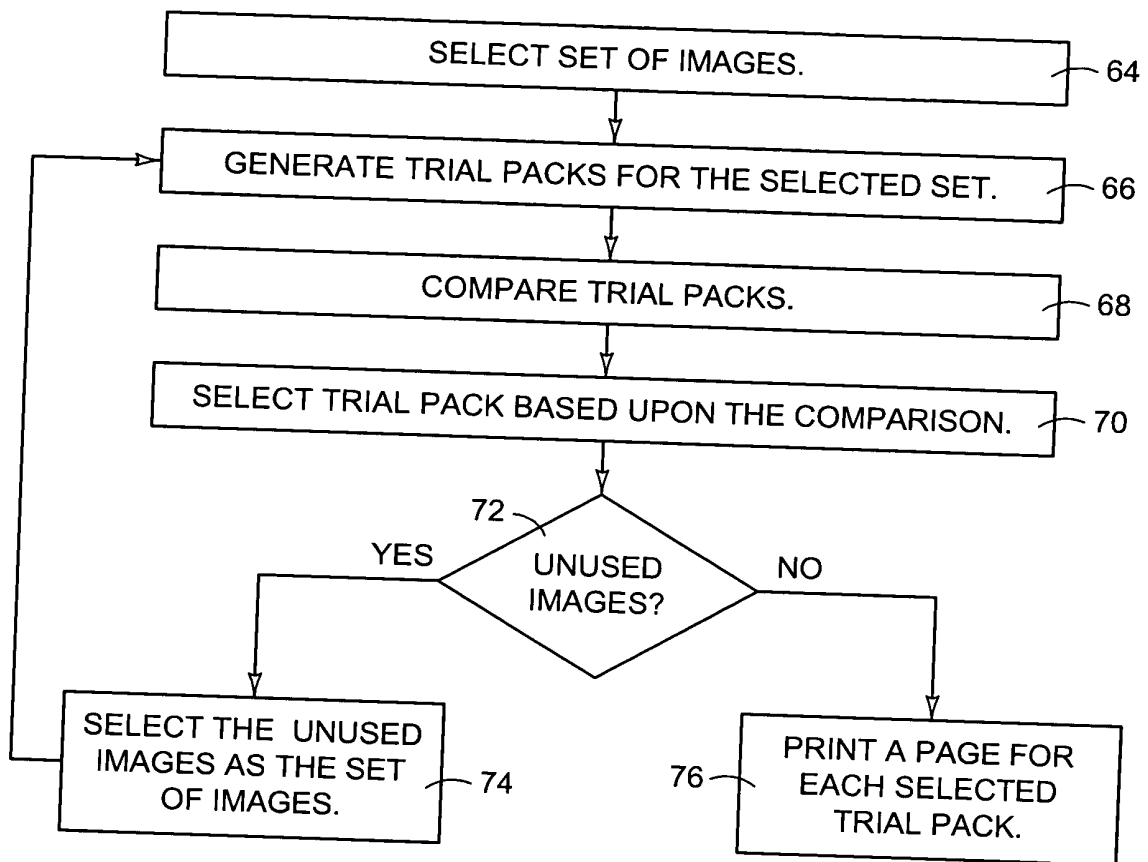 SELECT SET OF IMAGES.
64
GENERATE TRIAL PACKS FOR THE SELECTED SET.
66
COMPARE TRIAL PACKS.
68
SELECT TRIAL PACK BASED UPON THE COMPARISON.
70
72
YES
UNUSED
IMAGES?
NO
SELECT THE UNUSED
IMAGES AS THE SET
OF IMAGES.
74
76
PRINT A PAGE FOR
EACH SELECTED
TRIAL PACK.